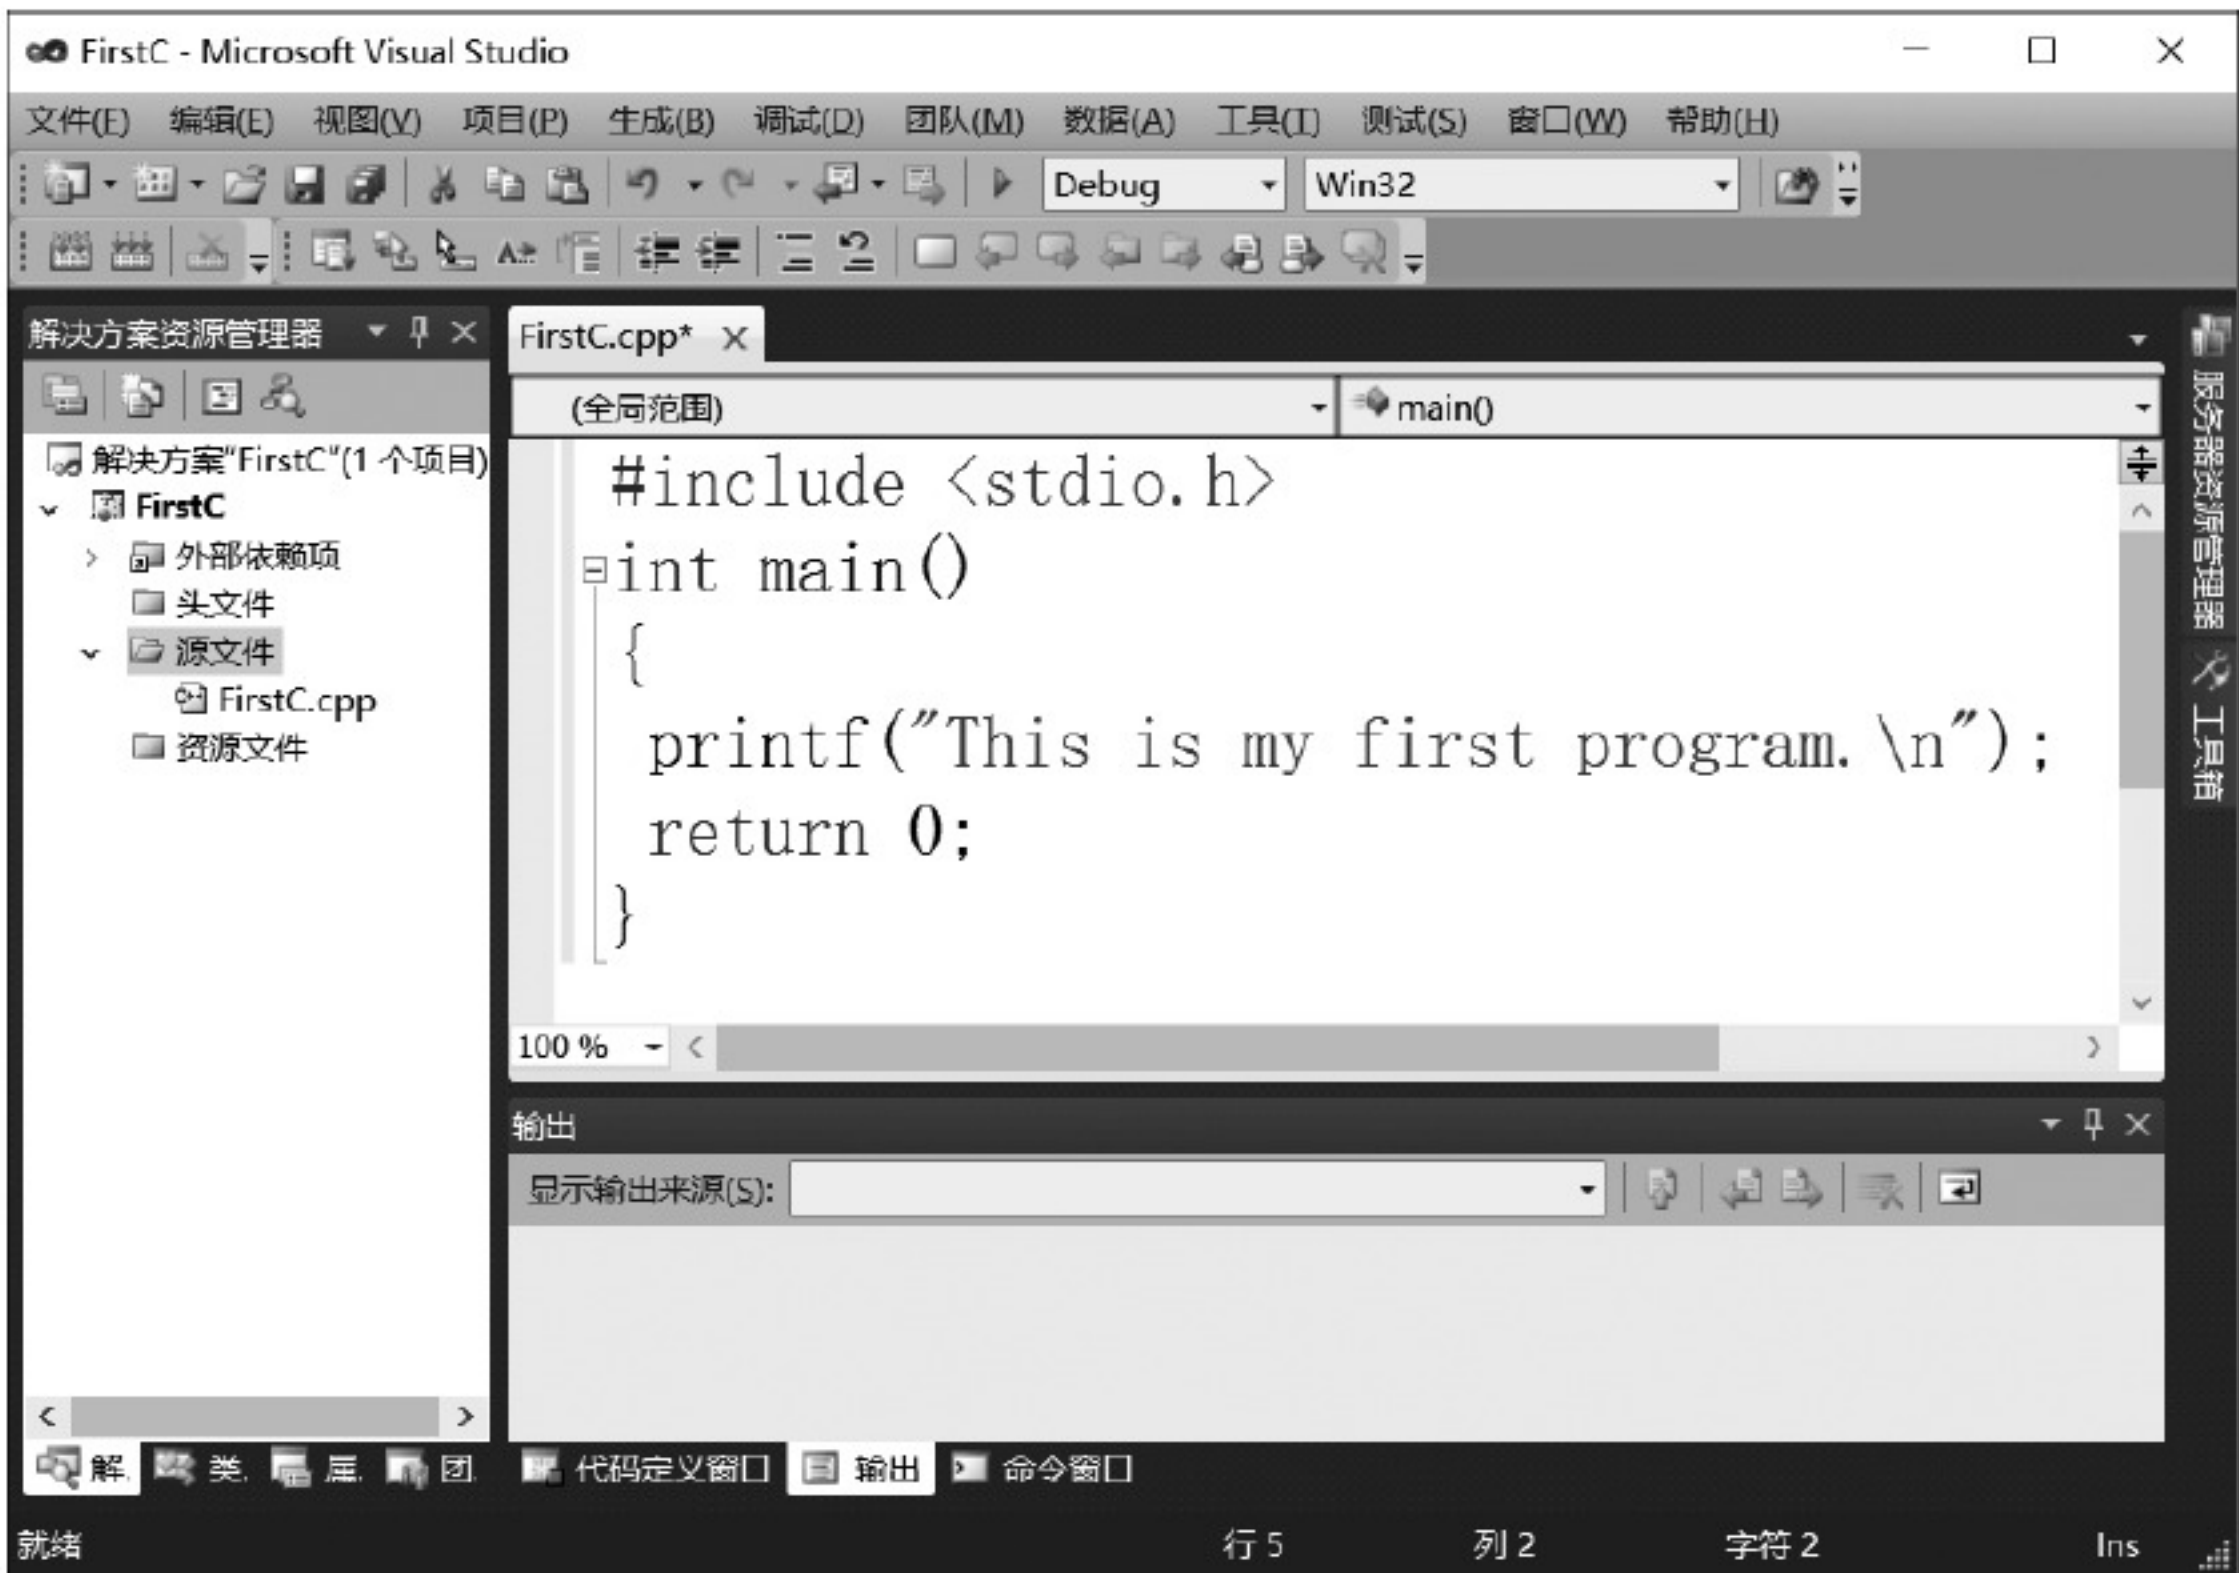 FirstC - Microsoft Visual Studio
文件(F) 编辑(E) 视图(V) 项目(P) 生成(B) 调试(D) 团队(M) 数据(A) 工具(T) 测试(S) 窗口(W) 帮助(H)
Debug Win32
解决方案资源管理器
解决方案"FirstC"(1 个项目)
FirstC
外部依赖项
头文件
源文件
FirstC.cpp
资源文件
解. 类. 属. 团.
FirstC.cpp*
(全局范围) main()
#include <stdio.h>
int main()
{
printf("This is my first program.\n");
return 0;
}
100 %
输出
显示输出来源(S):
代码定义窗口 输出 命令窗口
服务器资源管理器
工具箱
就绪 行 5 列 2 字符 2 Ins